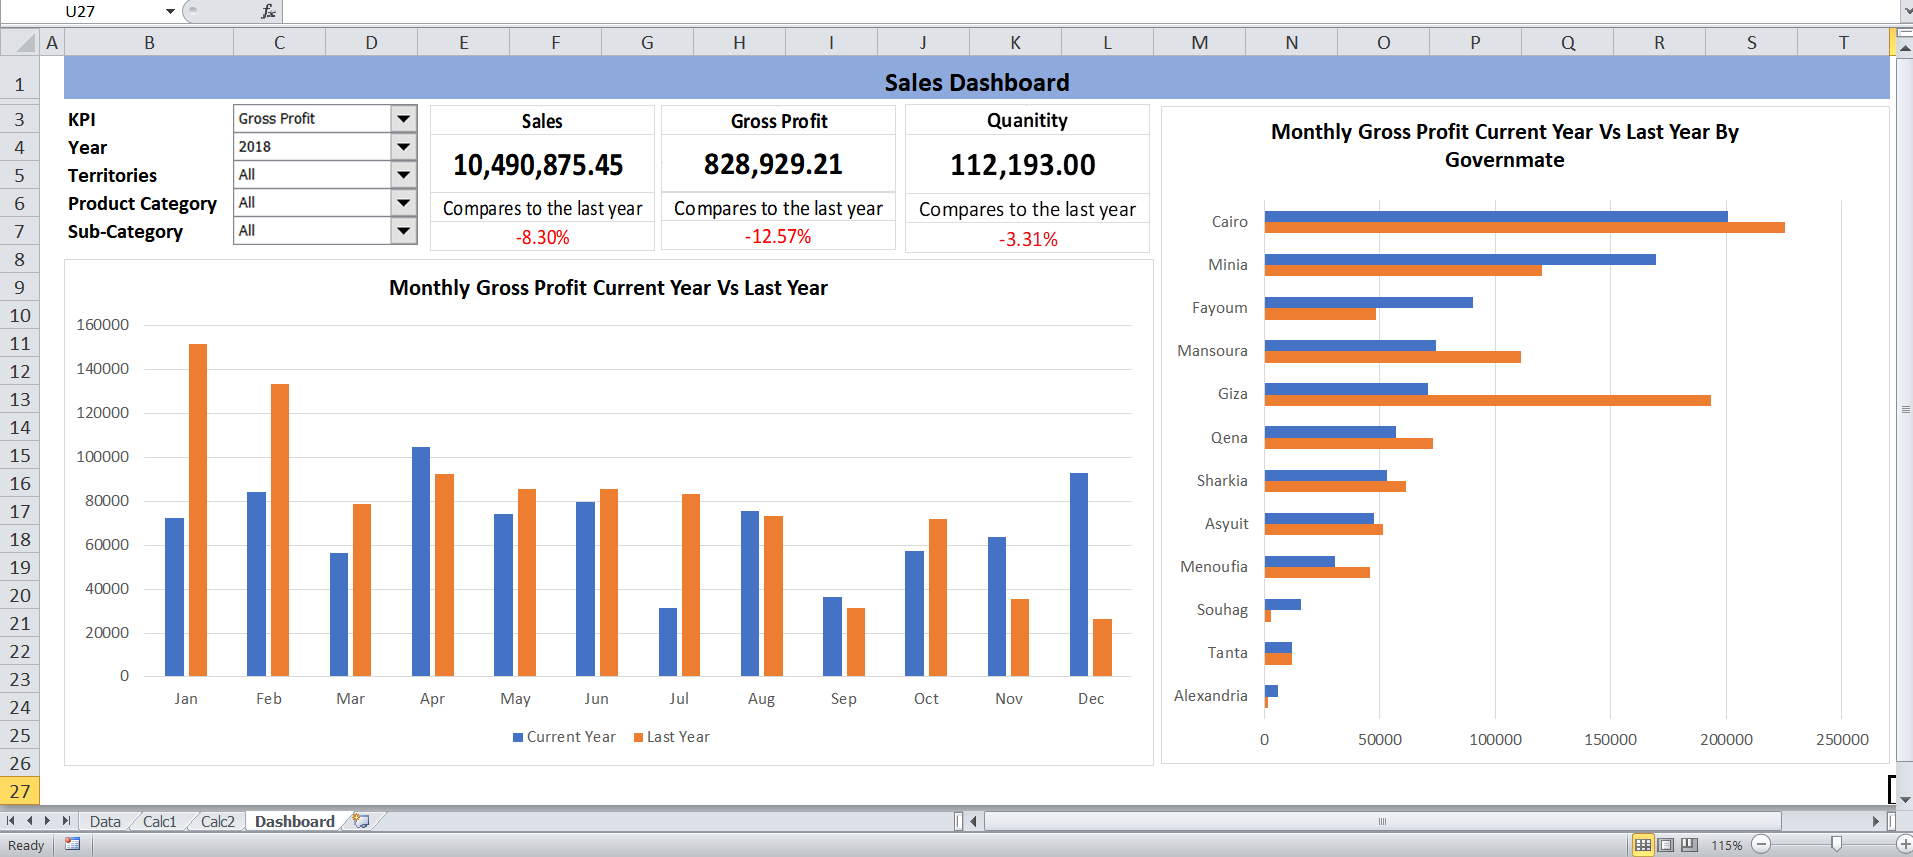 U27
fx
A B C D E F G H I J K L M N O P Q R S T
1
3
4
5
6
7
8
9
10
11
12
13
14
15
16
17
18
19
20
21
22
23
24
25
26
27
Sales Dashboard
KPI Gross Profit
Year 2018
Territories All
Product Category All
Sub-Category All
Sales
10,490,875.45
Compares to the last year
-8.30%
Gross Profit
828,929.21
Compares to the last year
-12.57%
Quanitity
112,193.00
Compares to the last year
-3.31%
Monthly Gross Profit Current Year Vs Last Year
160000
140000
120000
100000
80000
60000
40000
20000
0
Jan Feb Mar Apr May Jun Jul Aug Sep Oct Nov Dec
Current Year Last Year
Monthly Gross Profit Current Year Vs Last Year By
Governmate
Cairo
Minia
Fayoum
Mansoura
Giza
Qena
Sharkia
Asyuit
Menoufia
Souhag
Tanta
Alexandria
0 50000 100000 150000 200000 250000
Data Calc1 Calc2 Dashboard
Ready 115%